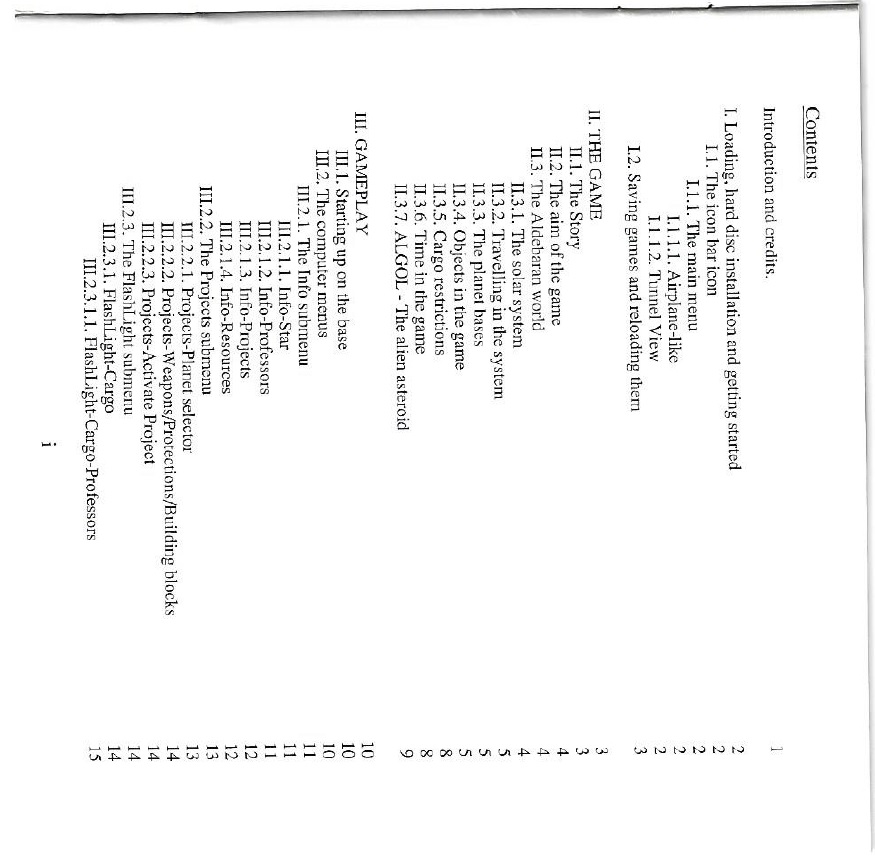 Contents
Introduction and credits. 1
I. Loading, hard disc installation and getting started 2
I.1. The icon bar icon 2
I.1.1. The main menu 2
I.1.1.1. Airplane-like 2
I.1.1.2. Tunnel View 2
I.2. Saving games and reloading them 3
II. THE GAME 3
II.1. The Story 3
II.2. The aim of the game 4
II.3. The Aldebaran world 4
II.3.1. The solar system 4
II.3.2. Travelling in the system 5
II.3.3. The planet bases 5
II.3.4. Objects in the game 5
II.3.5. Cargo restrictions 8
II.3.6. Time in the game 8
II.3.7. ALGOL - The alien asteroid 9
III. GAMEPLAY 10
III.1. Starting up on the base 10
III.2. The computer menus 10
III.2.1. The Info submenu 11
III.2.1.1. Info-Star 11
III.2.1.2. Info-Professors 11
III.2.1.3. Info-Projects 12
III.2.1.4. Info-Resources 12
III.2.2. The Projects submenu 13
III.2.2.1. Projects-Planet selector 13
III.2.2.2. Projects-Weapons/Protections/Building blocks 14
III.2.2.3. Projects-Activate Project 14
III.2.3. The FlashLight submenu 14
III.2.3.1. FlashLight-Cargo 14
III.2.3.1.1. FlashLight-Cargo-Professors 15
i